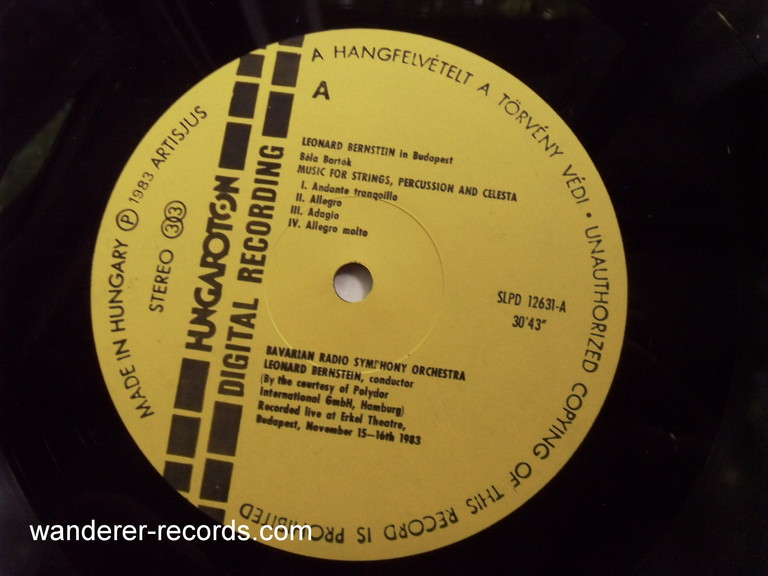 A HANGFELVÉTELT A TÖRVÉNY VÉDI • UNAUTHORIZED COPYING OF THIS RECORD IS PROHIBITED
A
MADE IN HUNGARY Ⓟ 1983 ARTISJUS
STEREO 33
HUNGAROTON
DIGITAL RECORDING
LEONARD BERNSTEIN in Budapest
Béla Bartók
MUSIC FOR STRINGS, PERCUSSION AND CELESTA
I. Andante tranquillo
II. Allegro
III. Adagio
IV. Allegro molto
SLPD 12631-A
30'43"
BAVARIAN RADIO SYMPHONY ORCHESTRA
LEONARD BERNSTEIN, conductor
(By the courtesy of Polydor
International GmbH, Hamburg)
Recorded live at Erkel Theatre,
Budapest, November 15—16th 1983
wanderer-records.com